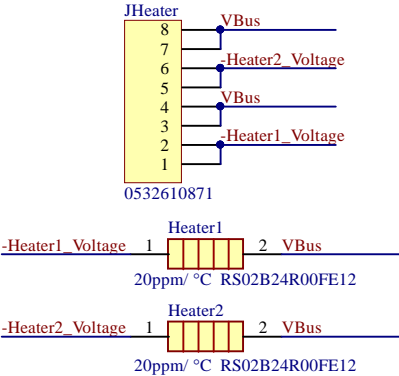 JHeater
8 VBus
7
6 -Heater2_Voltage
5
4 VBus
3
2 -Heater1_Voltage
1
0532610871
Heater1
-Heater1_Voltage 1 2 VBus
20ppm/ °C RS02B24R00FE12
Heater2
-Heater2_Voltage 1 2 VBus
20ppm/ °C RS02B24R00FE12